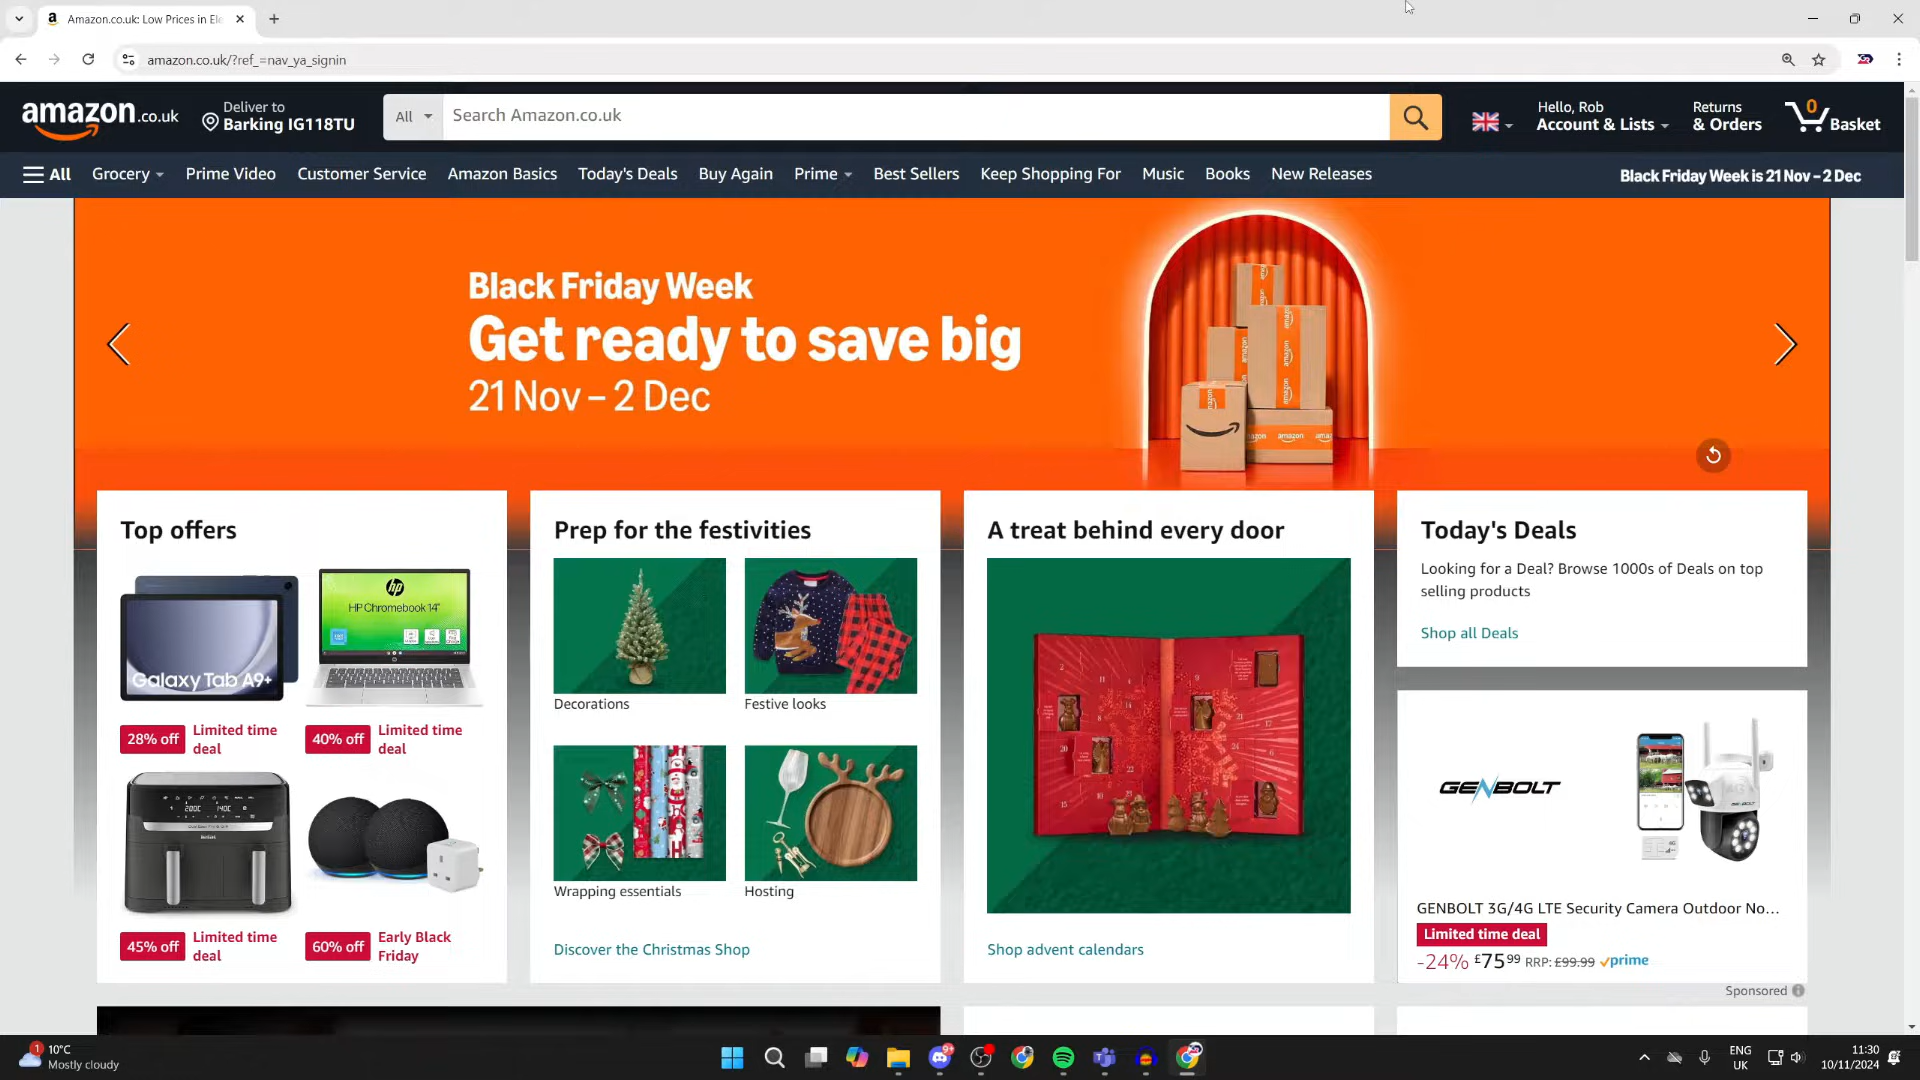 Amazon.co.uk: Low Prices in Ele
amazon.co.uk/?ref_=nav_ya_signin
amazon.co.uk
Deliver to
Barking IG118TU
All
Search Amazon.co.uk
Hello, Rob
Account & Lists
Returns
& Orders
0
Basket
All
Grocery
Prime Video
Customer Service
Amazon Basics
Today's Deals
Buy Again
Prime
Best Sellers
Keep Shopping For
Music
Books
New Releases
Black Friday Week is 21 Nov – 2 Dec
Black Friday Week
Get ready to save big
21 Nov – 2 Dec
Top offers
Galaxy Tab A9+
hp
HP Chromebook 14"
28% off
Limited time
deal
40% off
Limited time
deal
45% off
Limited time
deal
60% off
Early Black
Friday
Prep for the festivities
Decorations
Festive looks
Wrapping essentials
Hosting
Discover the Christmas Shop
A treat behind every door
Shop advent calendars
Today's Deals
Looking for a Deal? Browse 1000s of Deals on top
selling products
Shop all Deals
GENBOLT
GENBOLT 3G/4G LTE Security Camera Outdoor No...
Limited time deal
-24% £75⁹⁹ RRP: £99.99 prime
Sponsored
1
10°C
Mostly cloudy
9+
ENG
UK
11:30
10/11/2024